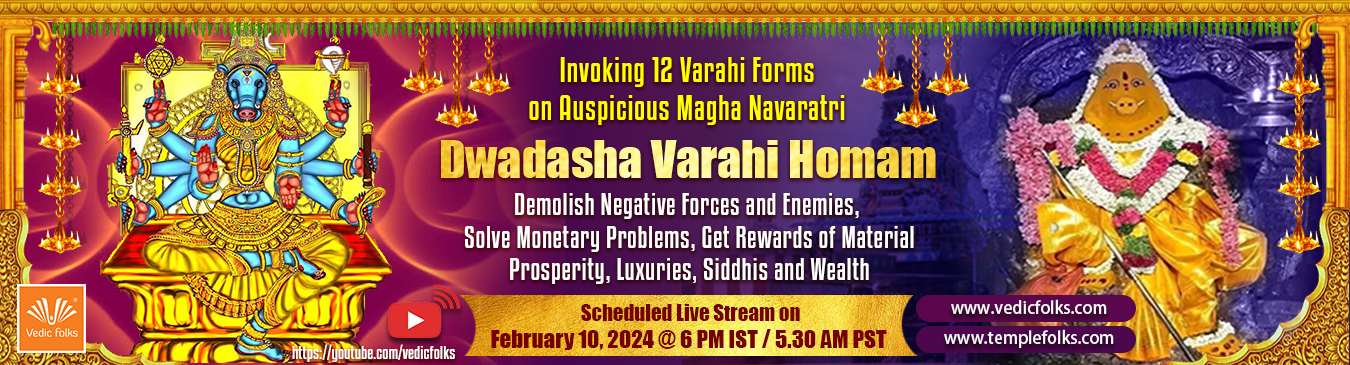 Invoking 12 Varahi Forms
on Auspicious Magha Navaratri
Dwadasha Varahi Homam
Demolish Negative Forces and Enemies,
Solve Monetary Problems, Get Rewards of Material
Prosperity, Luxuries, Siddhis and Wealth
Scheduled Live Stream on
February 10, 2024 @ 6 PM IST / 5.30 AM PST
www.vedicfolks.com
www.templefolks.com
Vedic folks
https://youtube.com/vedicfolks